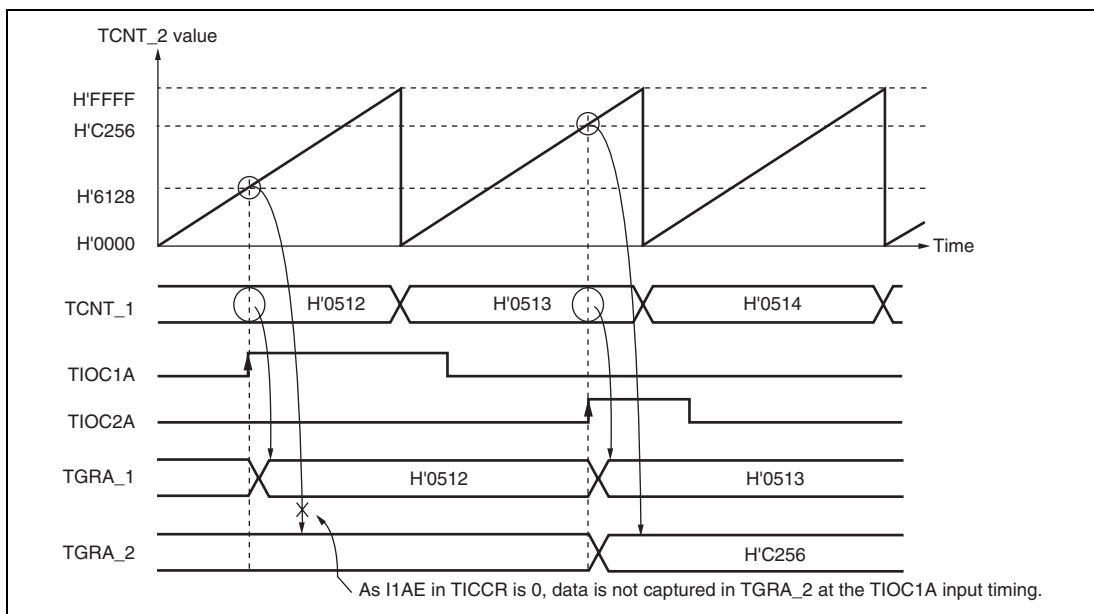 TCNT_2 value
H'FFFF
H'C256
H'6128
H'0000
Time
TCNT_1
H'0512
H'0513
H'0514
TIOC1A
TIOC2A
TGRA_1
H'0512
H'0513
TGRA_2
H'C256
As I1AE in TICCR is 0, data is not captured in TGRA_2 at the TIOC1A input timing.